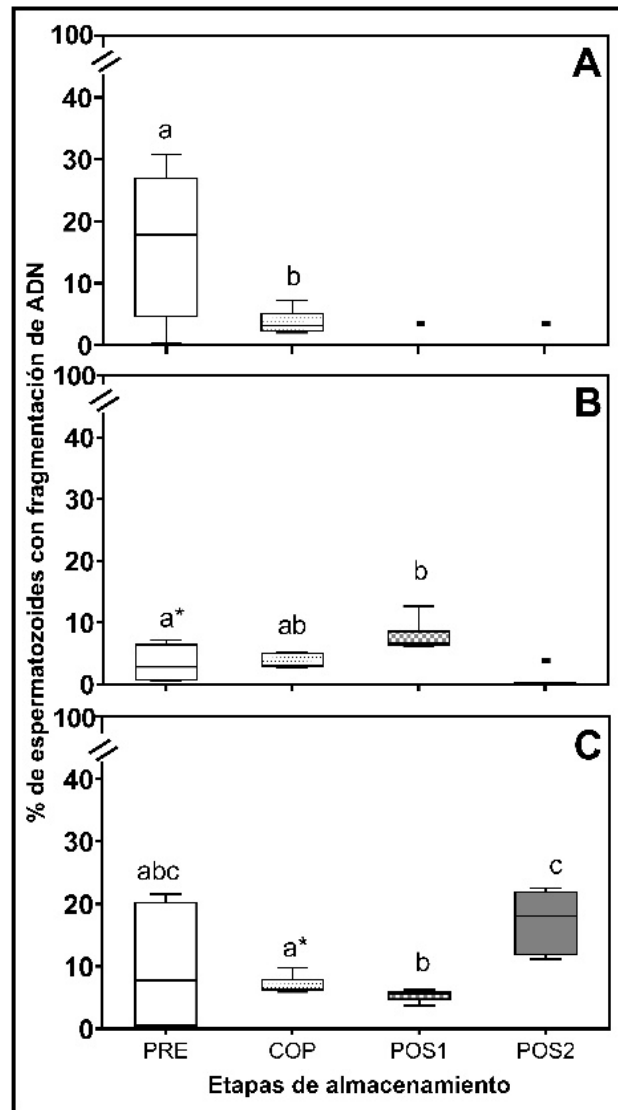 % de espermatozoides con fragmentación de ADN
100
A
40
a
30
20
b
10
0
100
B
40
30
20
b
10
a*
ab
0
100
C
40
30
abc
c
20
a*
10
b
0
PRE COP POS1 POS2
Etapas de almacenamiento